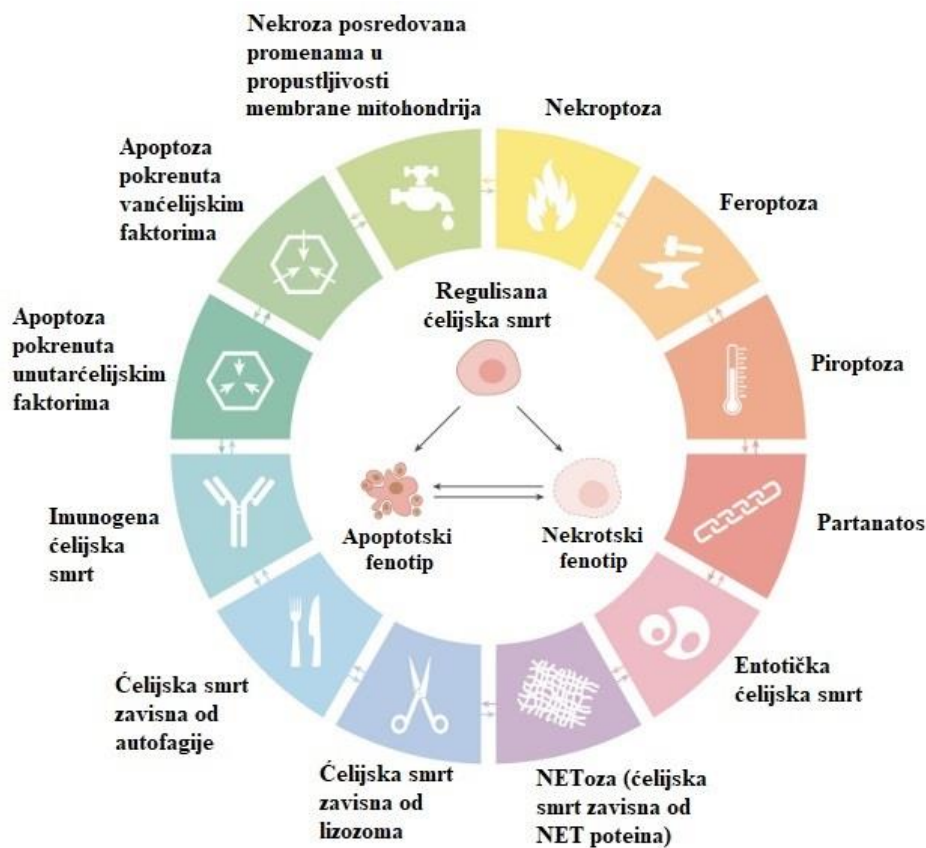 Nekroza posredovana
promenama u
propustljivosti
membrane mitohondrija
Nekroptoza
Feroptoza
Piroptoza
Partanatos
Entotička
ćelijska smrt
NEToza (ćelijska
smrt zavisna od
NET poteina)
Ćelijska smrt
zavisna od
lizozoma
Ćelijska smrt
zavisna od
autofagije
Imunogena
ćelijska
smrt
Apoptoza
pokrenuta
unutarćelijskim
faktorima
Apoptoza
pokrenuta
vanćelijskim
faktorima
Regulisana
ćelijska smrt
Apoptotski
fenotip
Nekrotski
fenotip